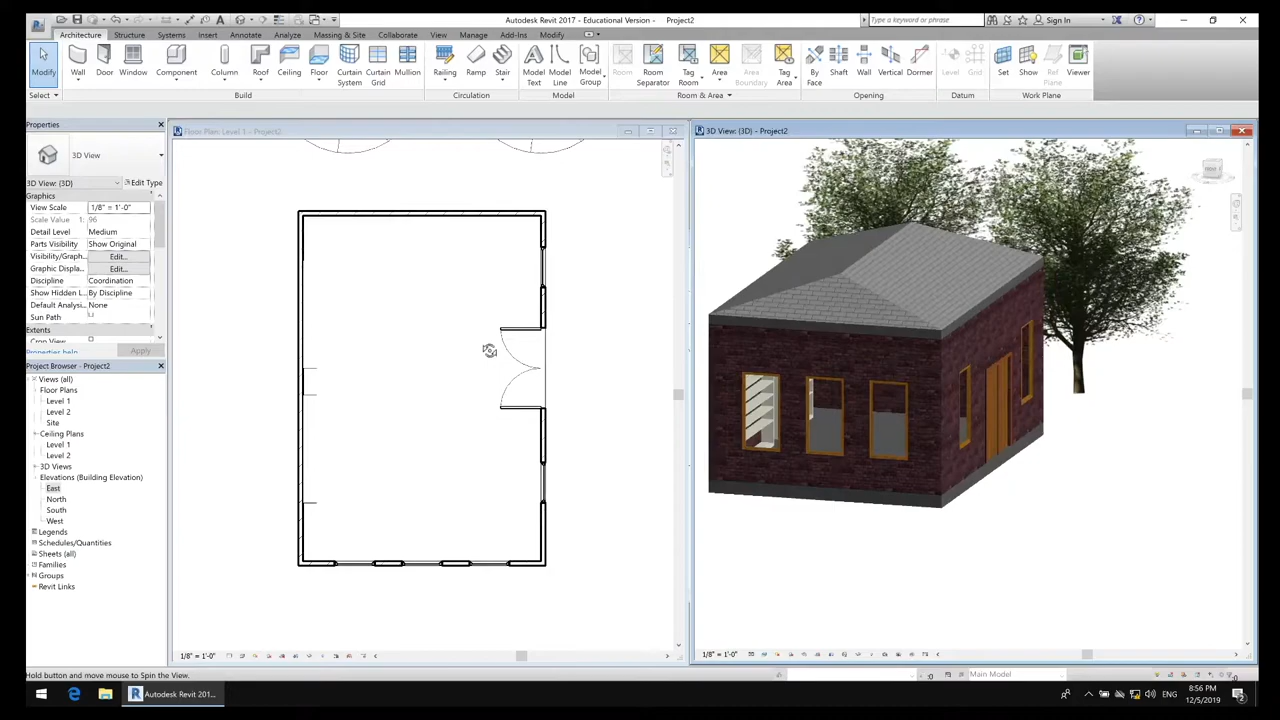 Autodesk Revit 2017 - Educational Version -    Project2
Type a keyword or phrase
Sign In
Architecture Structure Systems Insert Annotate Analyze Massing & Site Collaborate View Manage Add-Ins Modify
Modify Wall Door Window Component Column Roof Ceiling Floor Curtain System Curtain Grid Mullion Railing Ramp Stair Model Text Model Line Model Group Room Room Separator Tag Room Area Area Boundary Tag Area By Face Shaft Wall Vertical Dormer Level Grid Set Show Ref Plane Viewer
Select Build Circulation Model Room & Area Opening Datum Work Plane
Properties
Floor Plan: Level 1 - Project2
3D View: {3D} - Project2
3D View
3D View: {3D}
Edit Type
Graphics
View Scale 1/8" = 1'-0"
Scale Value 1: 96
Detail Level Medium
Parts Visibility Show Original
Visibility/Graph... Edit...
Graphic Displa... Edit...
Discipline Coordination
Show Hidden L... By Discipline
Default Analysi... None
Sun Path
Extents
Crop View
Properties help
Apply
Project Browser - Project2
Views (all)
Floor Plans
Level 1
Level 2
Site
Ceiling Plans
Level 1
Level 2
3D Views
Elevations (Building Elevation)
East
North
South
West
Legends
Schedules/Quantities
Sheets (all)
Families
Groups
Revit Links
1/8" = 1'-0"
1/8" = 1'-0"
Hold button and move mouse to Spin the View.
:0
Main Model
Autodesk Revit 201...
ENG
8:56 PM
12/5/2019